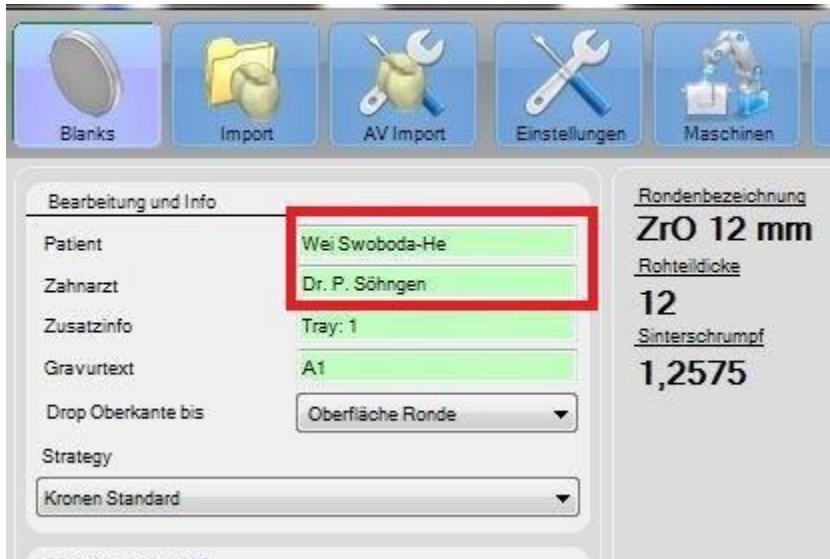 Blanks
Import
AV Import
Einstellungen
Maschinen
Bearbeitung und Info
Patient
Wei Swoboda-He
Zahnarzt
Dr. P. Söhngen
Zusatzinfo
Tray: 1
Gravurtext
A1
Drop Oberkante bis
Oberfläche Ronde
Strategy
Kronen Standard
Rondenbezeichnung
ZrO 12 mm
Rohteildicke
12
Sinterschrumpf
1,2575